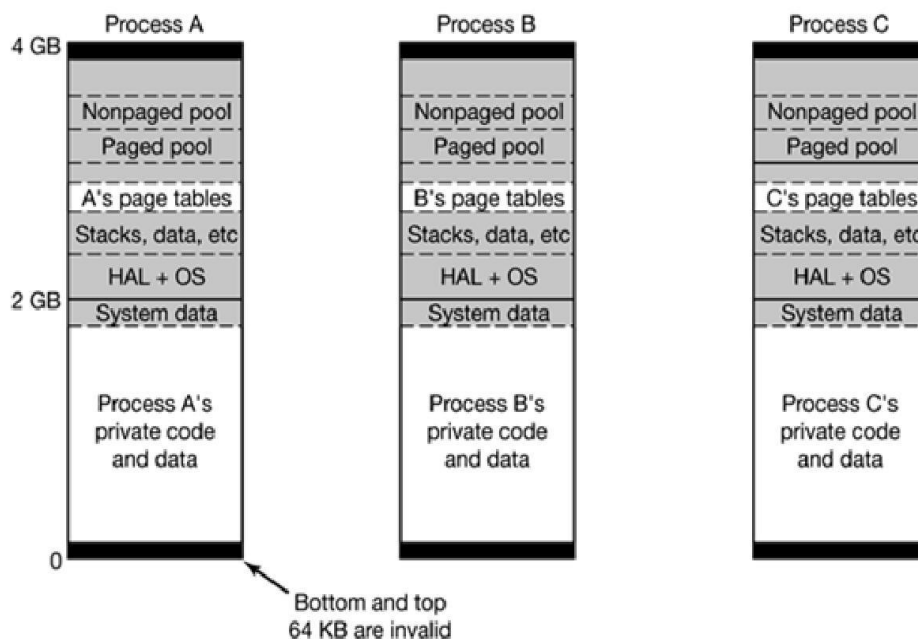 Process A
Process B
Process C
4 GB
Nonpaged pool
Nonpaged pool
Nonpaged pool
Paged pool
Paged pool
Paged pool
A's page tables
B's page tables
C's page tables
Stacks, data, etc
Stacks, data, etc
Stacks, data, etc
HAL + OS
HAL + OS
HAL + OS
2 GB
System data
System data
System data
Process A's
private code
and data
Process B's
private code
and data
Process C's
private code
and data
0
Bottom and top
64 KB are invalid